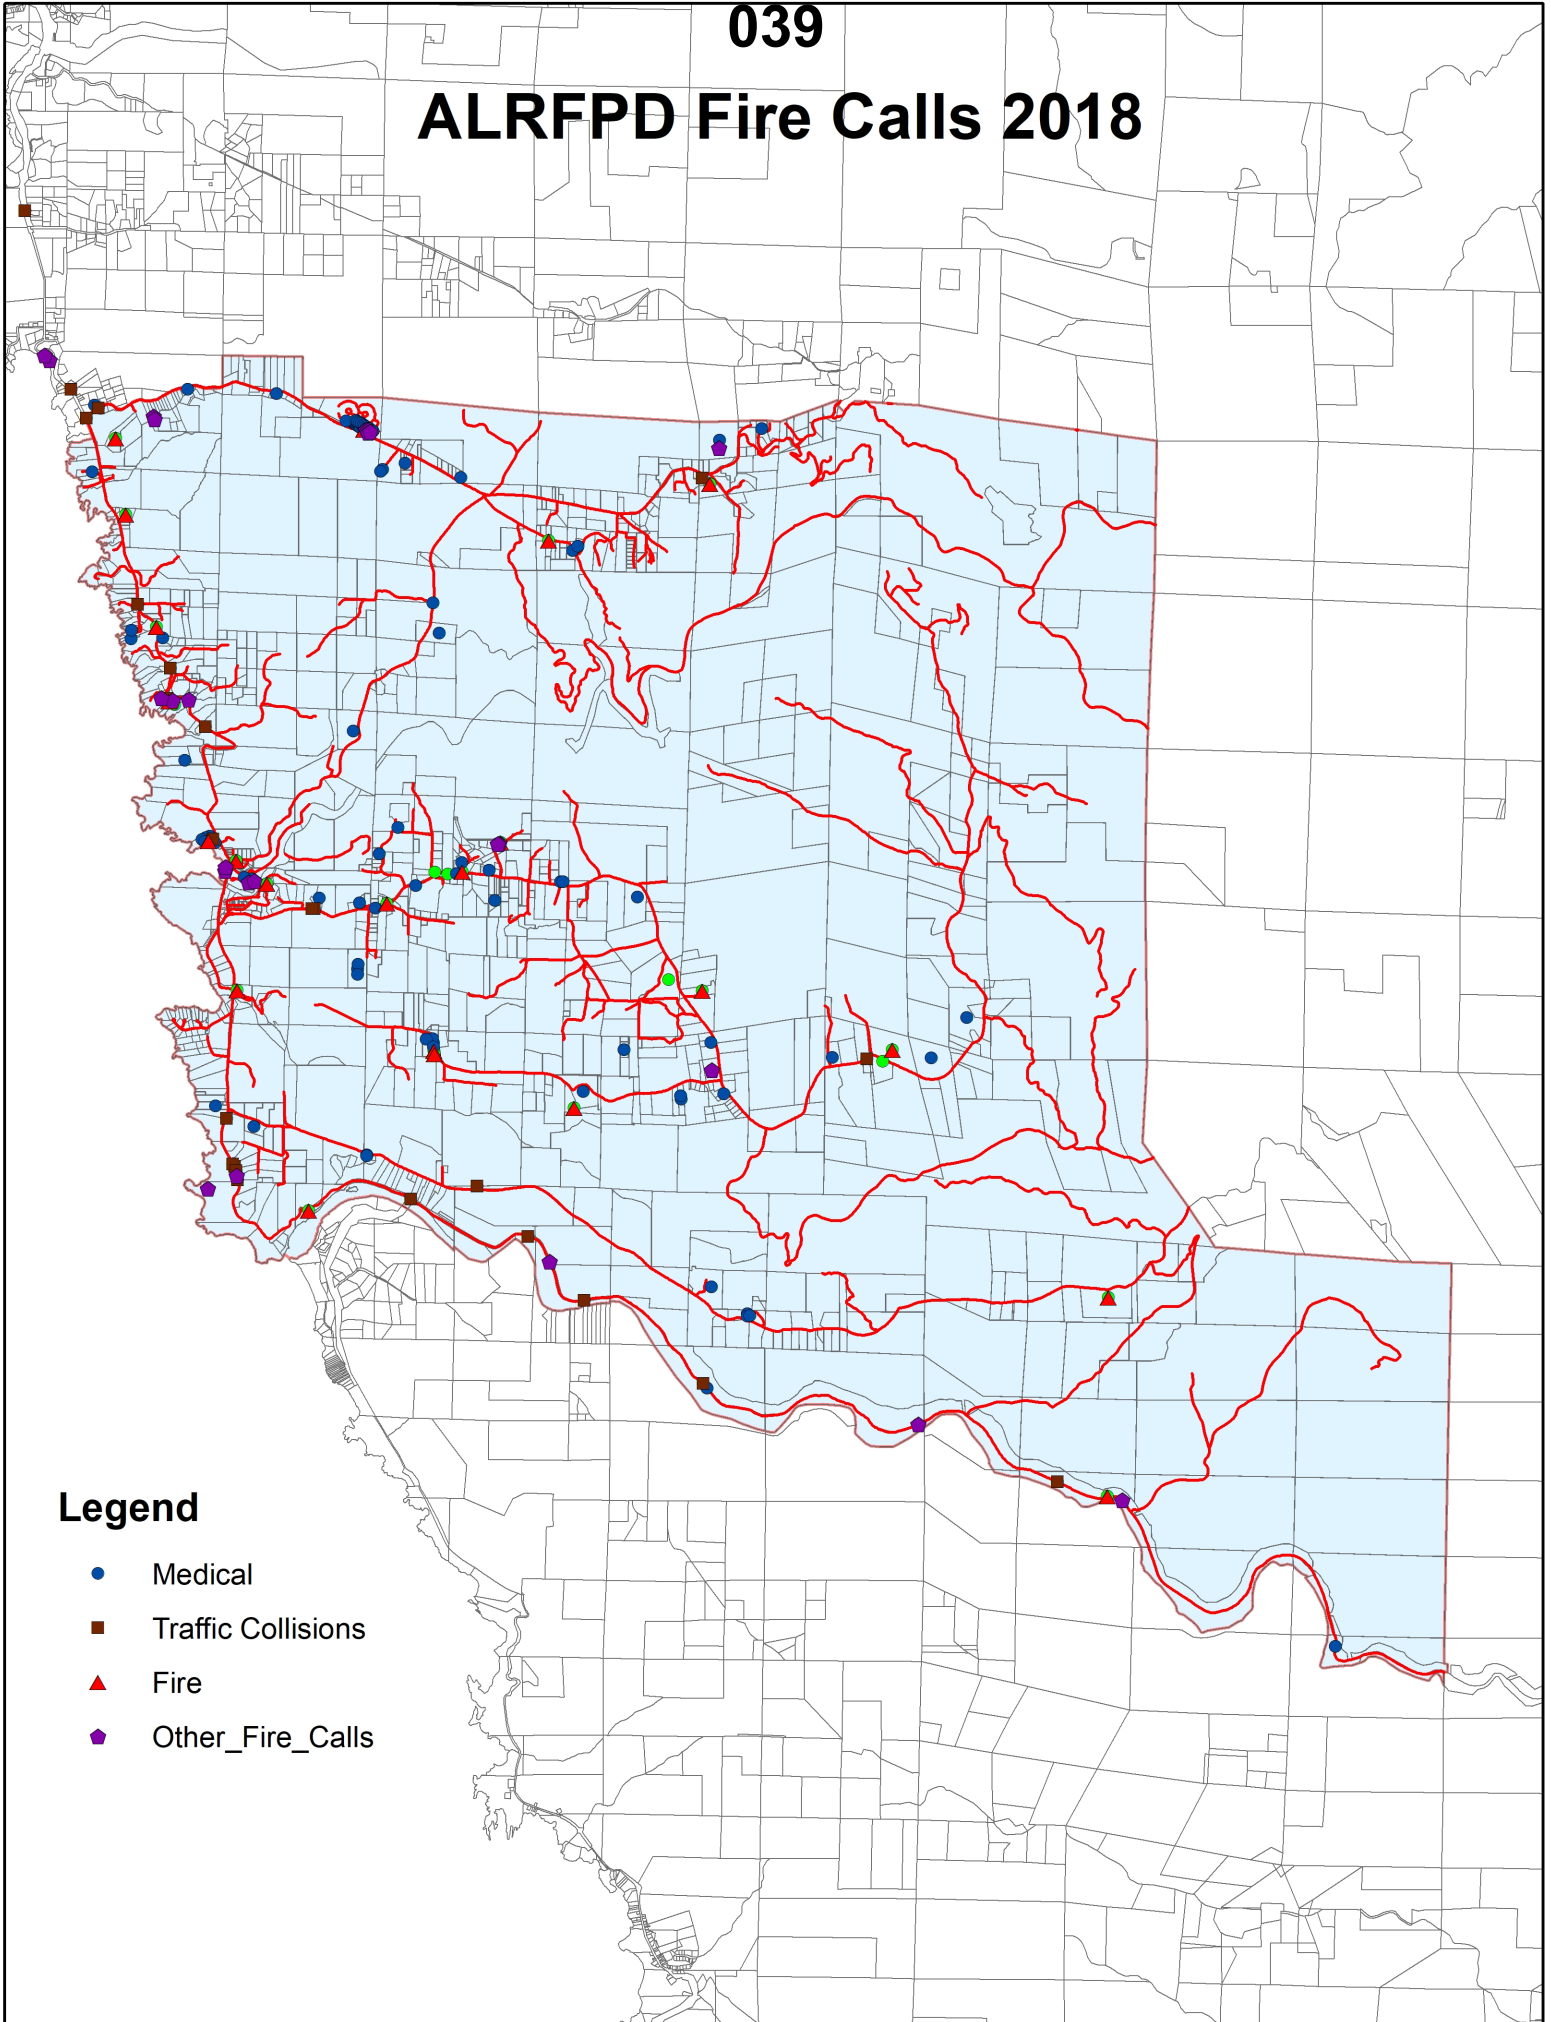 039
ALRFPD Fire Calls 2018
Legend
Medical
Traffic Collisions
Fire
Other_Fire_Calls